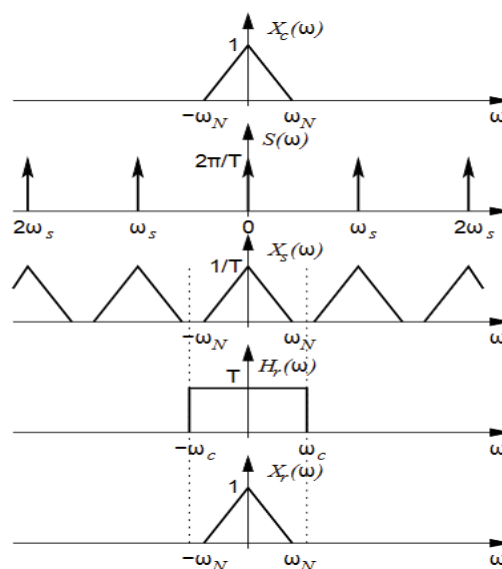 X_c(ω)
1
-ω_N ω_N ω
S(ω)
2π/T
2ω_s ω_s 0 ω_s 2ω_s ω
X_s(ω)
1/T
-ω_N ω_N ω
H_r(ω)
T
-ω_c ω_c ω
X_r(ω)
1
-ω_N ω_N ω